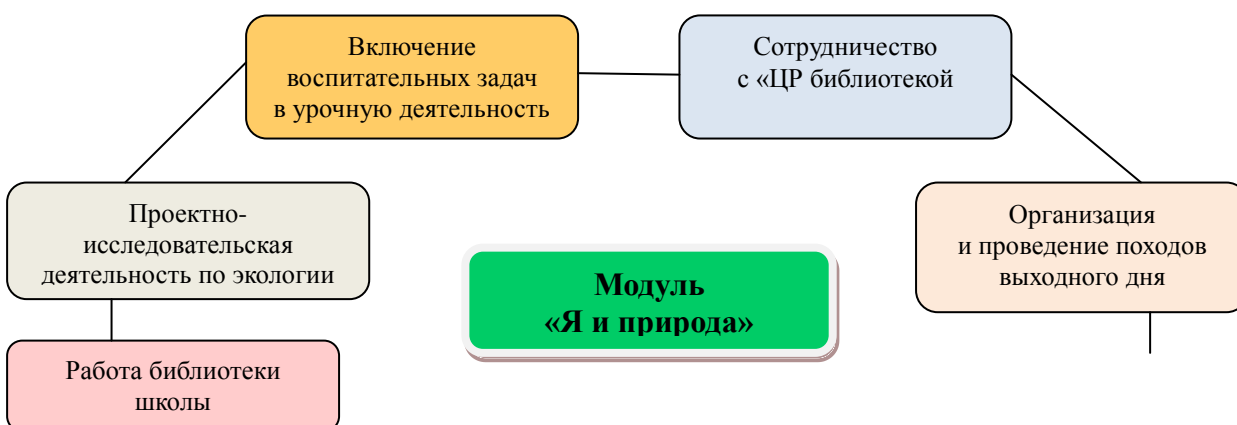 Включение
воспитательных задач
в урочную деятельность
Сотрудничество
с «ЦР библиотекой
Проектно-
исследовательская
деятельность по экологии
Организация
и проведение походов
выходного дня
Модуль
«Я и природа»
Работа библиотеки
школы